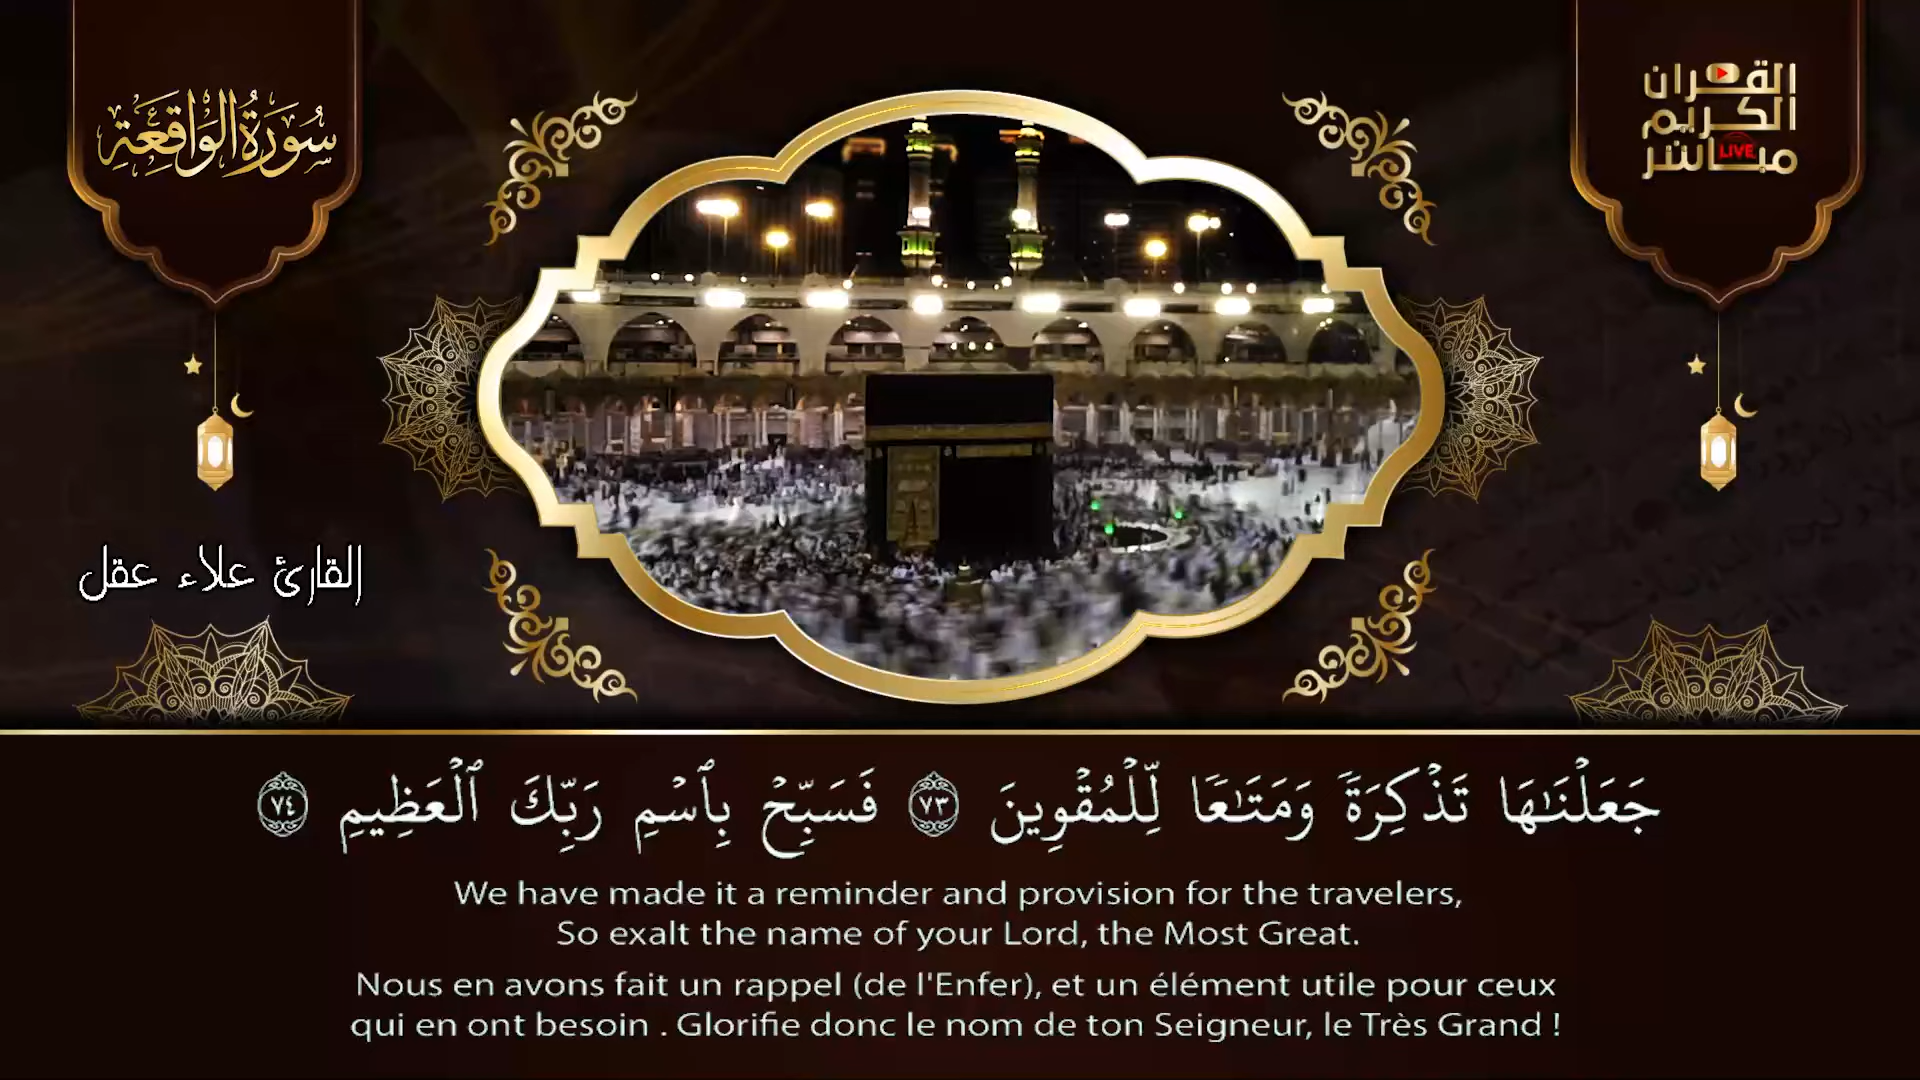 سُورَةُ الوَاقِعَةِ
القرآن
الكريم
مباشر
LIVE
القارئ علاء عقل
جَعَلْنَـٰهَا تَذْكِرَةً وَمَتَـٰعًا لِّلْمُقْوِينَ ٧٣ فَسَبِّحْ بِٱسْمِ رَبِّكَ ٱلْعَظِيمِ ٧٤
We have made it a reminder and provision for the travelers,
So exalt the name of your Lord, the Most Great.
Nous en avons fait un rappel (de l'Enfer), et un élément utile pour ceux
qui en ont besoin . Glorifie donc le nom de ton Seigneur, le Très Grand !